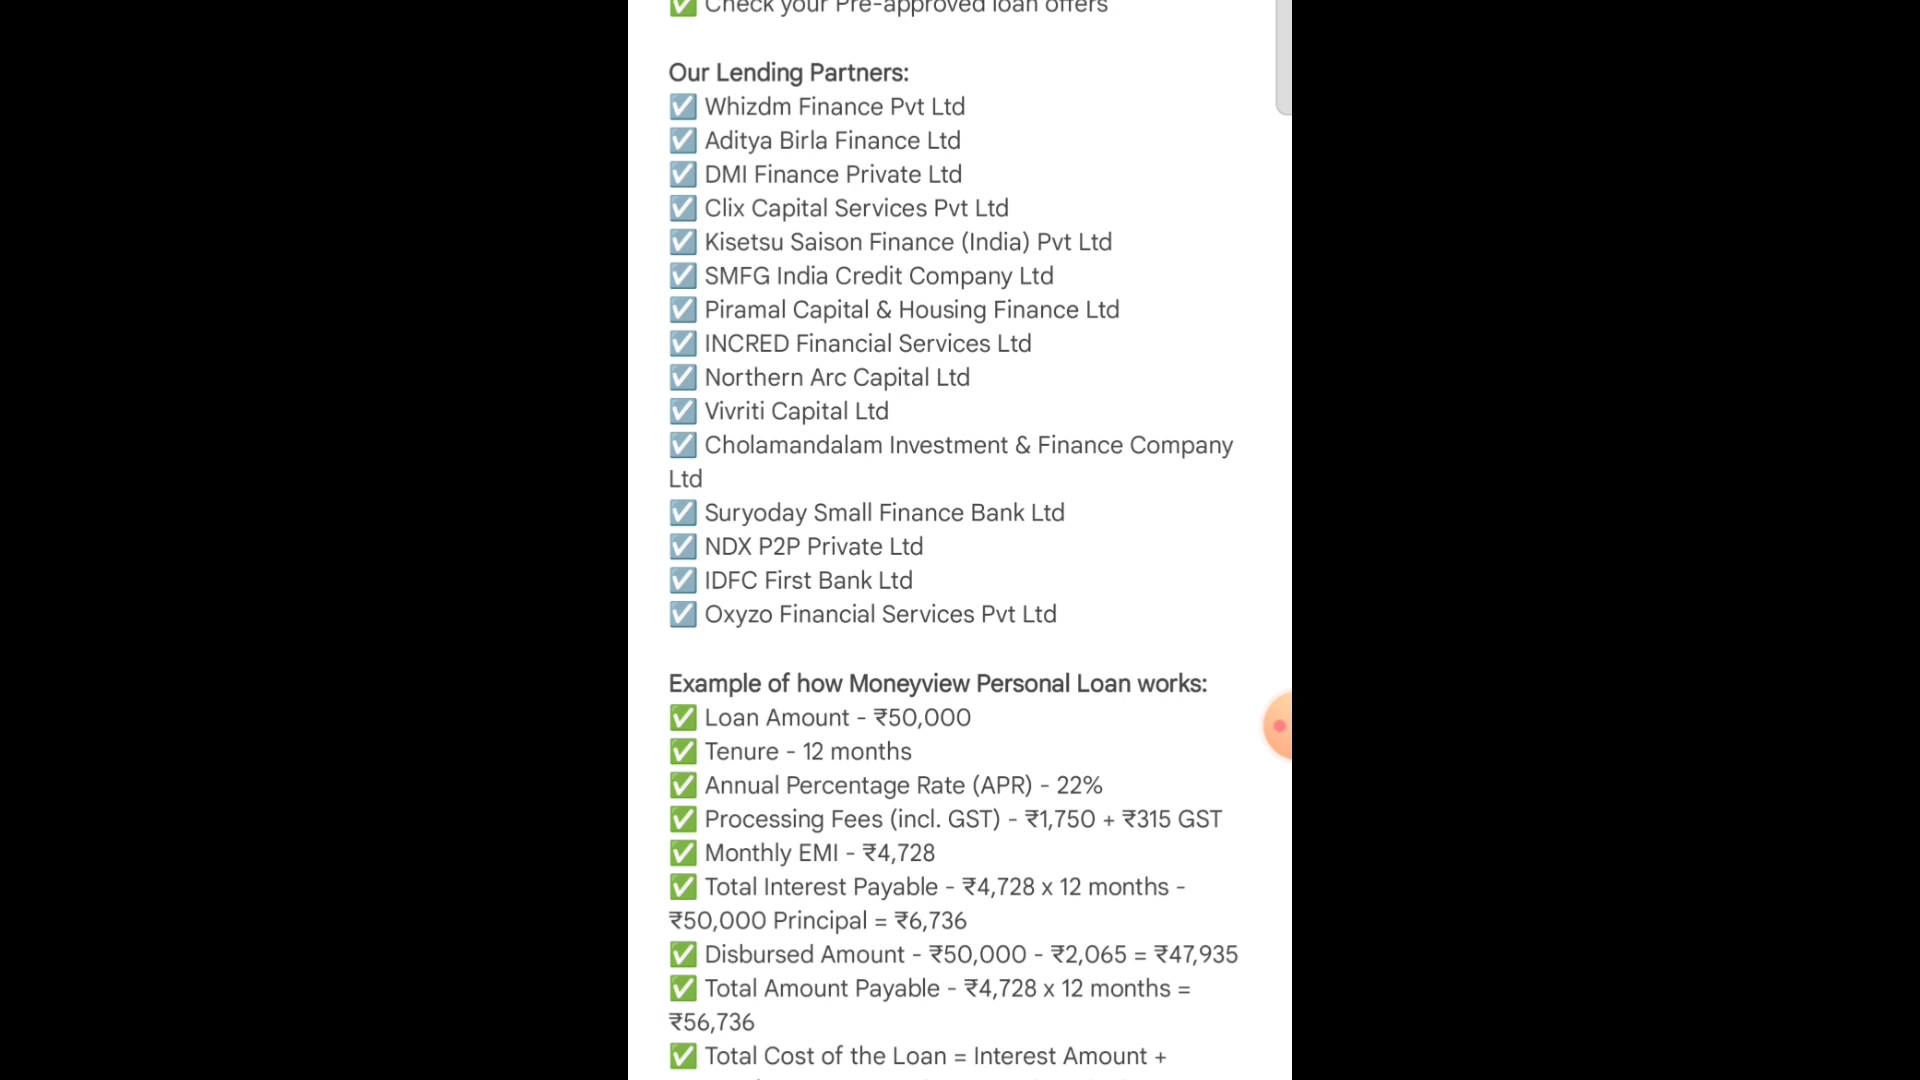 ✅ Check your Pre-approved loan offers
Our Lending Partners:
☑️ Whizdm Finance Pvt Ltd
☑️ Aditya Birla Finance Ltd
☑️ DMI Finance Private Ltd
☑️ Clix Capital Services Pvt Ltd
☑️ Kisetsu Saison Finance (India) Pvt Ltd
☑️ SMFG India Credit Company Ltd
☑️ Piramal Capital & Housing Finance Ltd
☑️ INCRED Financial Services Ltd
☑️ Northern Arc Capital Ltd
☑️ Vivriti Capital Ltd
☑️ Cholamandalam Investment & Finance Company
Ltd
☑️ Suryoday Small Finance Bank Ltd
☑️ NDX P2P Private Ltd
☑️ IDFC First Bank Ltd
☑️ Oxyzo Financial Services Pvt Ltd
Example of how Moneyview Personal Loan works:
✅ Loan Amount - ₹50,000
✅ Tenure - 12 months
✅ Annual Percentage Rate (APR) - 22%
✅ Processing Fees (incl. GST) - ₹1,750 + ₹315 GST
✅ Monthly EMI - ₹4,728
✅ Total Interest Payable - ₹4,728 x 12 months -
₹50,000 Principal = ₹6,736
✅ Disbursed Amount - ₹50,000 - ₹2,065 = ₹47,935
✅ Total Amount Payable - ₹4,728 x 12 months =
₹56,736
✅ Total Cost of the Loan = Interest Amount +